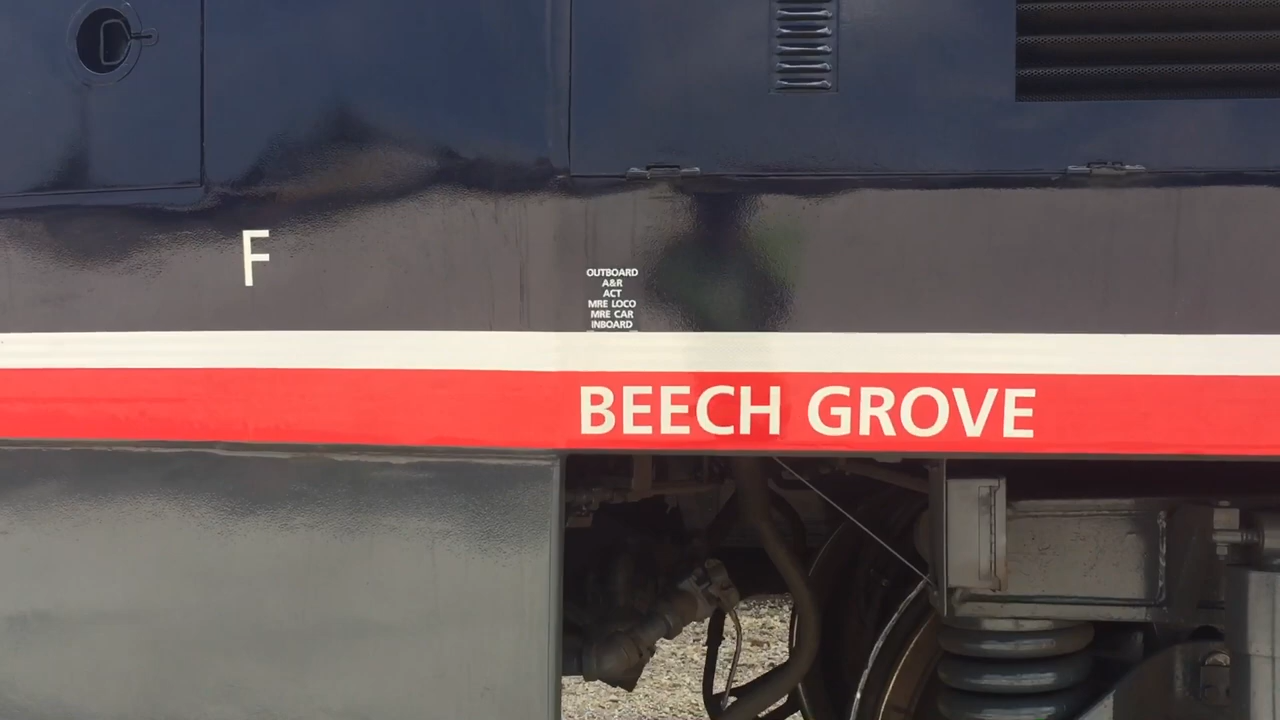 F
OUTBOARD
A&R
ACT
MRE LOCO
MRE CAR
INBOARD
BEECH GROVE